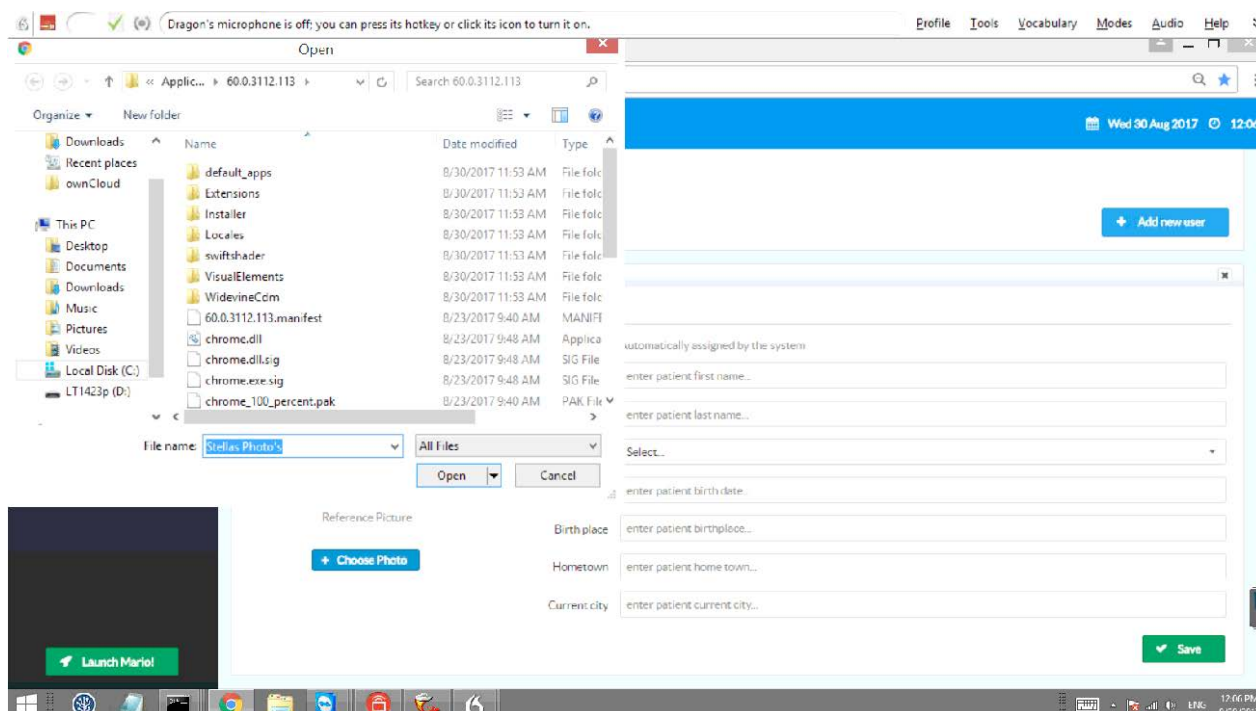 Dragon's microphone is off; you can press its hotkey or click its icon to turn it on.
Profile Tools Vocabulary Modes Audio Help
Open
« Applic... 60.0.3112.113
Search 60.0.3112.113
Organize New folder
Wed 30 Aug 2017 12:06
Downloads
Recent places
ownCloud
This PC
Desktop
Documents
Downloads
Music
Pictures
Videos
Local Disk (C:)
LT1423p (D:)
Name Date modified Type
default_apps 8/30/2017 11:53 AM File fold
Extensions 8/30/2017 11:53 AM File fold
Installer 8/30/2017 11:53 AM File fold
Locales 8/30/2017 11:53 AM File fold
swiftshader 8/30/2017 11:53 AM File fold
VisualElements 8/30/2017 11:53 AM File fold
WidevineCdm 8/30/2017 11:53 AM File fold
60.0.3112.113.manifest 8/23/2017 9:40 AM MANIFE
chrome.dll 8/23/2017 9:48 AM Applica
chrome.dll.sig 8/23/2017 9:48 AM SIG File
chrome.exe.sig 8/23/2017 9:48 AM SIG File
chrome_100_percent.pak 8/23/2017 9:40 AM PAK File
File name: Stellas Photo's
All Files
Open Cancel
+ Add new user
automatically assigned by the system
enter patient first name...
enter patient last name...
Select...
enter patient birth date.
Reference Picture
+ Choose Photo
Birth place enter patient birthplace...
Hometown enter patient home town...
Current city enter patient current city...
Save
Launch Mario!
ENG 12:06 PM